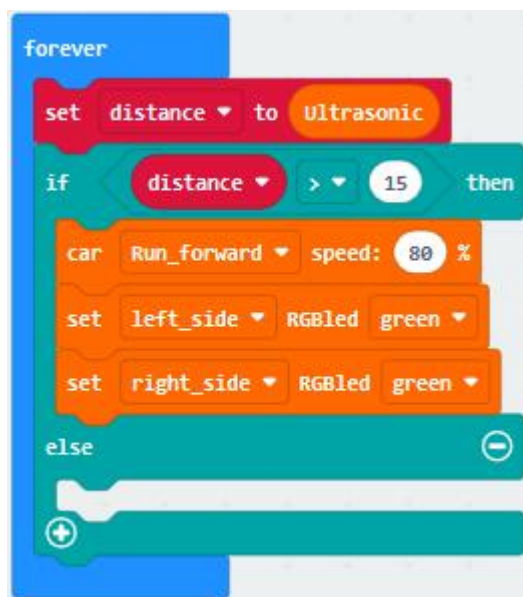 forever
set distance to Ultrasonic
if distance > 15 then
car Run_forward speed: 80 %
set left_side RGBled green
set right_side RGBled green
else